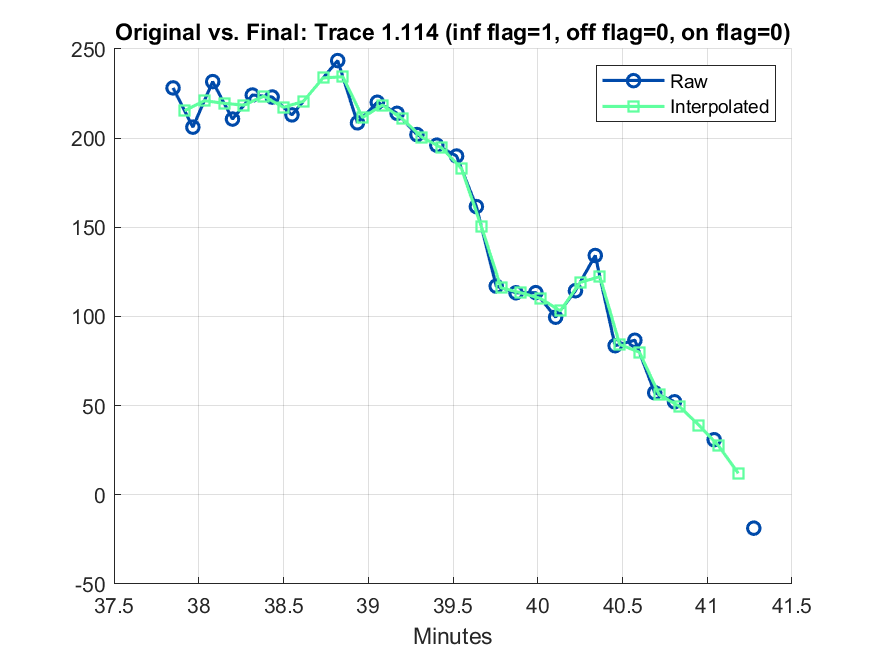 Original vs. Final: Trace 1.114 (inf flag=1, off flag=0, on flag=0)
250
200
150
100
50
0
-50
Raw
Interpolated
37.5 38 38.5 39 39.5 40 40.5 41 41.5
Minutes